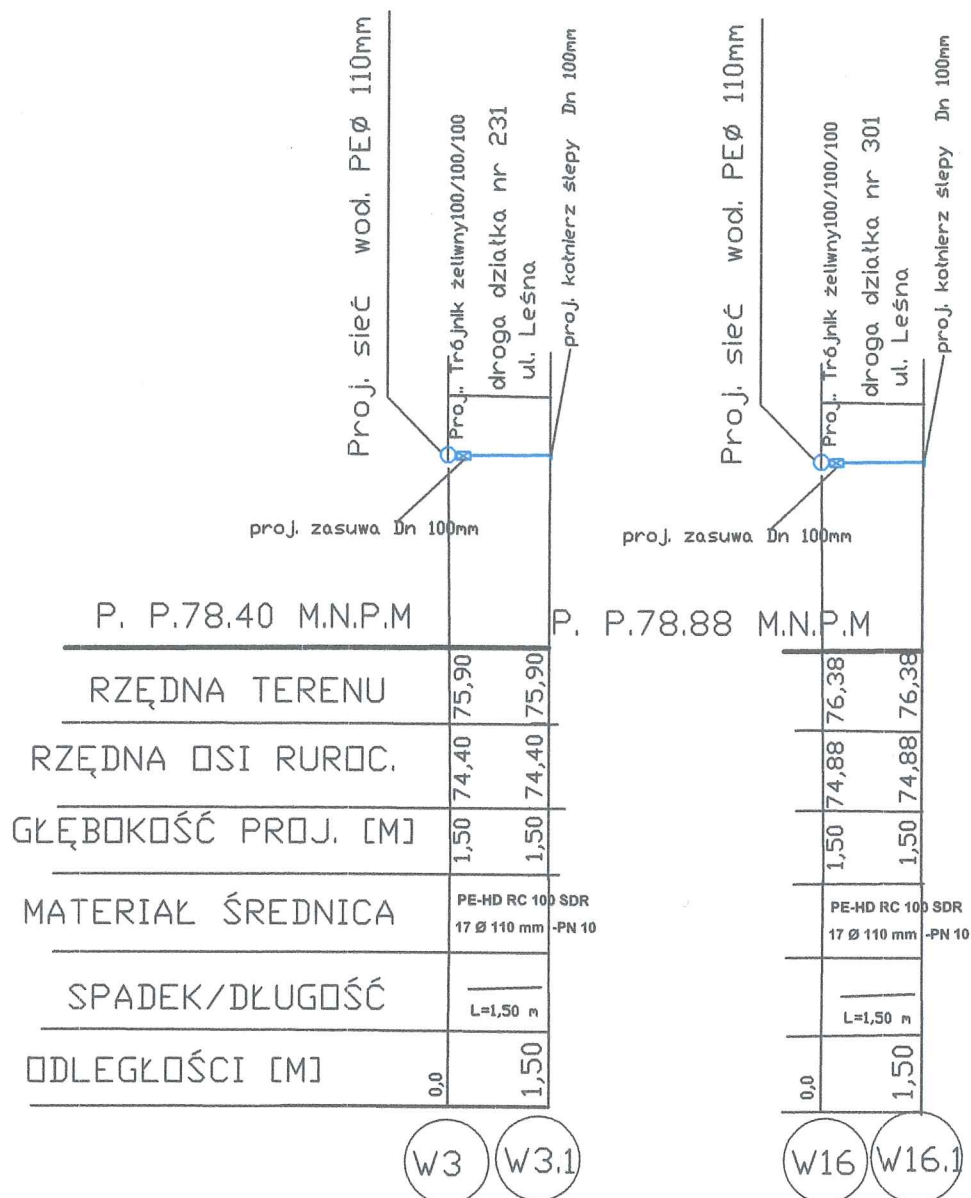 Proj. sieć wod. PEØ 110mm
Proj.. Trójnik żeliwny100/100/100
droga działka nr 231
ul. Leśna
proj. kołnierz ślepy Dn 100mm
proj. zasuwa Dn 100mm
Proj. sieć wod. PEØ 110mm
Proj.. Trójnik żeliwny100/100/100
droga działka nr 301
ul. Leśna
proj. kołnierz ślepy Dn 100mm
proj. zasuwa Dn 100mm
P. P.78.40 M.N.P.M
P. P.78.88 M.N.P.M
RZĘDNA TERENU
75,90
75,90
76,38
76,38
RZĘDNA OSI RUROC.
74,40
74,40
74,88
74,88
GŁĘBOKOŚĆ PROJ. [M]
1,50
1,50
1,50
1,50
MATERIAŁ ŚREDNICA
PE-HD RC 100 SDR
17 Ø 110 mm -PN 10
PE-HD RC 100 SDR
17 Ø 110 mm -PN 10
SPADEK/DŁUGOŚĆ
L=1,50 m
L=1,50 m
ODLEGŁOŚCI [M]
0,0
1,50
0,0
1,50
W3
W3.1
W16
W16.1